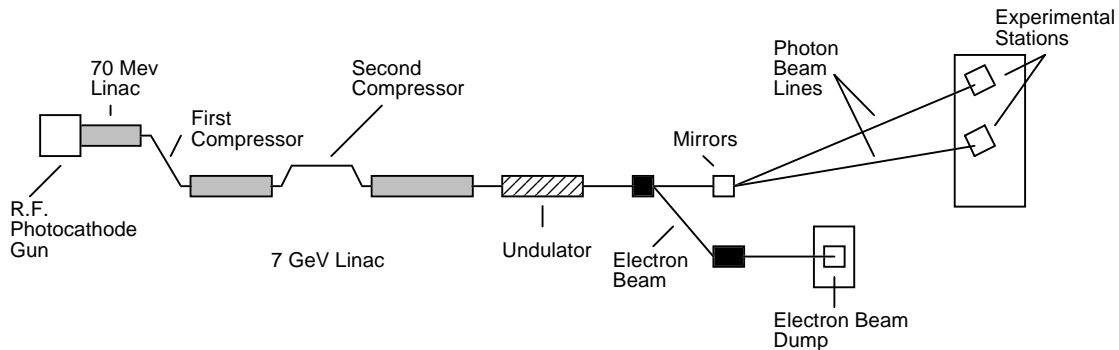 Experimental
Stations
Photon
Beam
Lines
70 Mev
Linac
Second
Compressor
First
Compressor
Mirrors
R.F.
Photocathode
Gun
7 GeV Linac
Undulator
Electron
Beam
Electron Beam
Dump